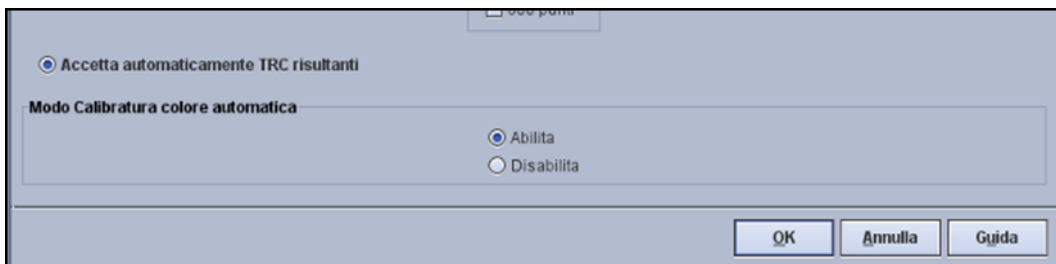 Accetta automaticamente TRC risultanti
Modo Calibratura colore automatica
Abilita
Disabilita
OK
Annulla
Guida